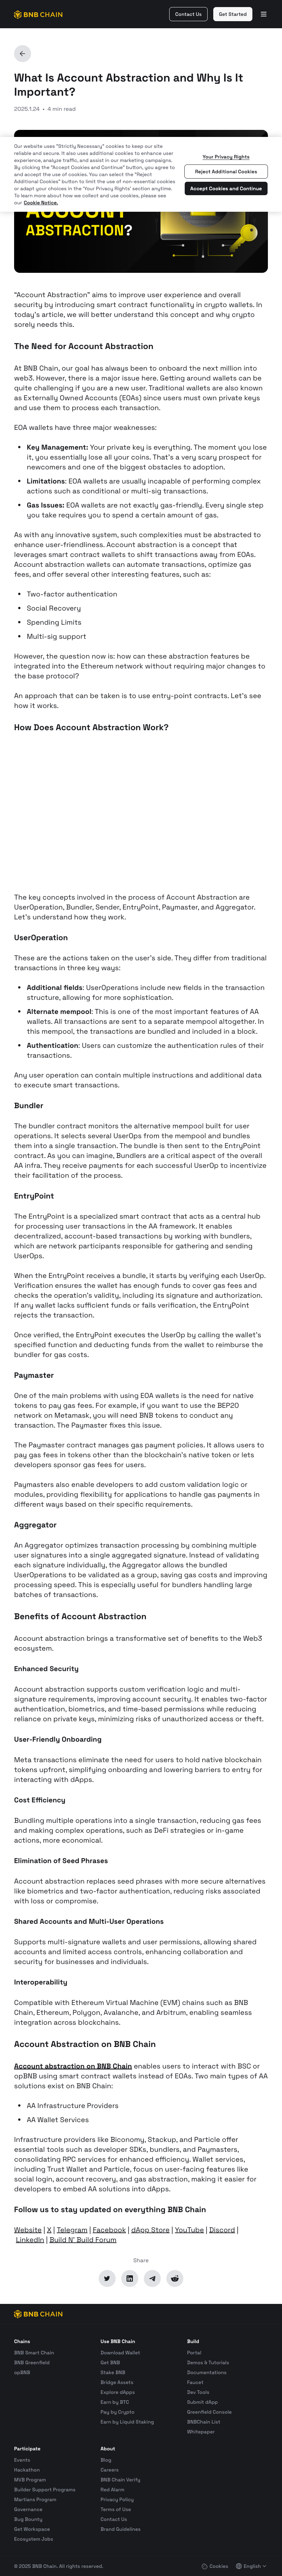 BNB CHAIN
Contact Us
Get Started
What Is Account Abstraction and Why Is It
Important?
2025.1.24 • 4 min read
Our website uses "Strictly Necessary" cookies to keep our site
reliable and secure. It also uses additional cookies to enhance user
experience, analyze traffic, and assist in our marketing campaigns.
By clicking the "Accept Cookies and Continue" button, you agree to
and accept the use of cookies. You can select the "Reject
Additional Cookies" button to limit the use of non-essential cookies
or adapt your choices in the 'Your Privacy Rights' section anytime.
To learn more about how we collect and use cookies, please see
our Cookie Notice.
Your Privacy Rights
Reject Additional Cookies
Accept Cookies and Continue
ACCOUNT
ABSTRACTION?
"Account Abstraction" aims to improve user experience and overall
security by introducing smart contract functionality in crypto wallets. In
today's article, we will better understand this concept and why crypto
sorely needs this.
The Need for Account Abstraction
At BNB Chain, our goal has always been to onboard the next million into
web3. However, there is a major issue here. Getting around wallets can be
quite challenging if you are a new user. Traditional wallets are also known
as Externally Owned Accounts (EOAs) since users must own private keys
and use them to process each transaction.
EOA wallets have three major weaknesses:
• Key Management: Your private key is everything. The moment you lose
it, you essentially lose all your coins. That's a very scary prospect for
newcomers and one of the biggest obstacles to adoption.
• Limitations: EOA wallets are usually incapable of performing complex
actions such as conditional or multi-sig transactions.
• Gas Issues: EOA wallets are not exactly gas-friendly. Every single step
you take requires you to spend a certain amount of gas.
As with any innovative system, such complexities must be abstracted to
enhance user-friendliness. Account abstraction is a concept that
leverages smart contract wallets to shift transactions away from EOAs.
Account abstraction wallets can automate transactions, optimize gas
fees, and offer several other interesting features, such as:
• Two-factor authentication
• Social Recovery
• Spending Limits
• Multi-sig support
However, the question now is: how can these abstraction features be
integrated into the Ethereum network without requiring major changes to
the base protocol?
An approach that can be taken is to use entry-point contracts. Let's see
how it works.
How Does Account Abstraction Work?
The key concepts involved in the process of Account Abstraction are
UserOperation, Bundler, Sender, EntryPoint, Paymaster, and Aggregator.
Let's understand how they work.
UserOperation
These are the actions taken on the user's side. They differ from traditional
transactions in three key ways:
• Additional fields: UserOperations include new fields in the transaction
structure, allowing for more sophistication.
• Alternate mempool: This is one of the most important features of AA
wallets. All transactions are sent to a separate mempool altogether. In
this mempool, the transactions are bundled and included in a block.
• Authentication: Users can customize the authentication rules of their
transactions.
Any user operation can contain multiple instructions and additional data
to execute smart transactions.
Bundler
The bundler contract monitors the alternative mempool built for user
operations. It selects several UserOps from the mempool and bundles
them into a single transaction. The bundle is then sent to the EntryPoint
contract. As you can imagine, Bundlers are a critical aspect of the overall
AA infra. They receive payments for each successful UserOp to incentivize
their facilitation of the process.
EntryPoint
The EntryPoint is a specialized smart contract that acts as a central hub
for processing user transactions in the AA framework. It enables
decentralized, account-based transactions by working with bundlers,
which are network participants responsible for gathering and sending
UserOps.
When the EntryPoint receives a bundle, it starts by verifying each UserOp.
Verification ensures the wallet has enough funds to cover gas fees and
checks the operation's validity, including its signature and authorization.
If any wallet lacks sufficient funds or fails verification, the EntryPoint
rejects the transaction.
Once verified, the EntryPoint executes the UserOp by calling the wallet's
specified function and deducting funds from the wallet to reimburse the
bundler for gas costs.
Paymaster
One of the main problems with using EOA wallets is the need for native
tokens to pay gas fees. For example, if you want to use the BEP20
network on Metamask, you will need BNB tokens to conduct any
transaction. The Paymaster fixes this issue.
The Paymaster contract manages gas payment policies. It allows users to
pay gas fees in tokens other than the blockchain's native token or lets
developers sponsor gas fees for users.
Paymasters also enable developers to add custom validation logic or
modules, providing flexibility for applications to handle gas payments in
different ways based on their specific requirements.
Aggregator
An Aggregator optimizes transaction processing by combining multiple
user signatures into a single aggregated signature. Instead of validating
each signature individually, the Aggregator allows the bundled
UserOperations to be validated as a group, saving gas costs and improving
processing speed. This is especially useful for bundlers handling large
batches of transactions.
Benefits of Account Abstraction
Account abstraction brings a transformative set of benefits to the Web3
ecosystem.
Enhanced Security
Account abstraction supports custom verification logic and multi-
signature requirements, improving account security. It enables two-factor
authentication, biometrics, and time-based permissions while reducing
reliance on private keys, minimizing risks of unauthorized access or theft.
User-Friendly Onboarding
Meta transactions eliminate the need for users to hold native blockchain
tokens upfront, simplifying onboarding and lowering barriers to entry for
interacting with dApps.
Cost Efficiency
Bundling multiple operations into a single transaction, reducing gas fees
and making complex operations, such as DeFi strategies or in-game
actions, more economical.
Elimination of Seed Phrases
Account abstraction replaces seed phrases with more secure alternatives
like biometrics and two-factor authentication, reducing risks associated
with loss or compromise.
Shared Accounts and Multi-User Operations
Supports multi-signature wallets and user permissions, allowing shared
accounts and limited access controls, enhancing collaboration and
security for businesses and individuals.
Interoperability
Compatible with Ethereum Virtual Machine (EVM) chains such as BNB
Chain, Ethereum, Polygon, Avalanche, and Arbitrum, enabling seamless
integration across blockchains.
Account Abstraction on BNB Chain
Account abstraction on BNB Chain enables users to interact with BSC or
opBNB using smart contract wallets instead of EOAs. Two main types of AA
solutions exist on BNB Chain:
• AA Infrastructure Providers
• AA Wallet Services
Infrastructure providers like Biconomy, Stackup, and Particle offer
essential tools such as developer SDKs, bundlers, and Paymasters,
consolidating RPC services for enhanced efficiency. Wallet services,
including Trust Wallet and Particle, focus on user-facing features like
social login, account recovery, and gas abstraction, making it easier for
developers to embed AA solutions into dApps.
Follow us to stay updated on everything BNB Chain
Website | X | Telegram | Facebook | dApp Store | YouTube | Discord |
LinkedIn | Build N' Build Forum
Share
BNB CHAIN
Chains
BNB Smart Chain
BNB Greenfield
opBNB
Use BNB Chain
Download Wallet
Get BNB
Stake BNB
Bridge Assets
Explore dApps
Earn by BTC
Pay by Crypto
Earn by Liquid Staking
Build
Portal
Demos & Tutorials
Documentations
Faucet
Dev Tools
Submit dApp
Greenfield Console
BNBChain List
Whitepaper
Participate
Events
Hackathon
MVB Program
Builder Support Programs
Martians Program
Governance
Bug Bounty
Get Workspace
Ecosystem Jobs
About
Blog
Careers
BNB Chain Verify
Red Alarm
Privacy Policy
Terms of Use
Contact Us
Brand Guidelines
© 2025 BNB Chain. All rights reserved.
Cookies
English